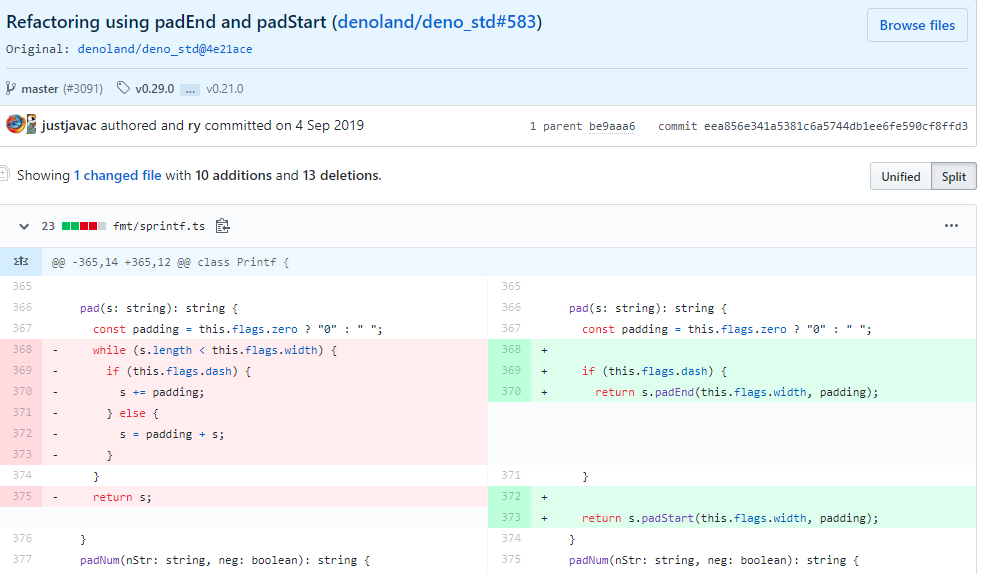 Refactoring using padEnd and padStart (denoland/deno_std#583)
Browse files
Original: denoland/deno_std@4e21ace
master (#3091) v0.29.0 ... v0.21.0
justjavac authored and ry committed on 4 Sep 2019
1 parent be9aaa6 commit eea856e341a5381c6a5744db1ee6fe590cf8ffd3
Showing 1 changed file with 10 additions and 13 deletions.
Unified Split
23 fmt/sprintf.ts
@@ -365,14 +365,12 @@ class Printf {
365
366 pad(s: string): string {
367 const padding = this.flags.zero ? "0" : " ";
368 - while (s.length < this.flags.width) {
369 - if (this.flags.dash) {
370 - s += padding;
371 - } else {
372 - s = padding + s;
373 - }
374 }
375 - return s;
376 }
377 padNum(nStr: string, neg: boolean): string {
365
366 pad(s: string): string {
367 const padding = this.flags.zero ? "0" : " ";
368 +
369 + if (this.flags.dash) {
370 + return s.padEnd(this.flags.width, padding);
371 }
372 +
373 + return s.padStart(this.flags.width, padding);
374 }
375 padNum(nStr: string, neg: boolean): string {